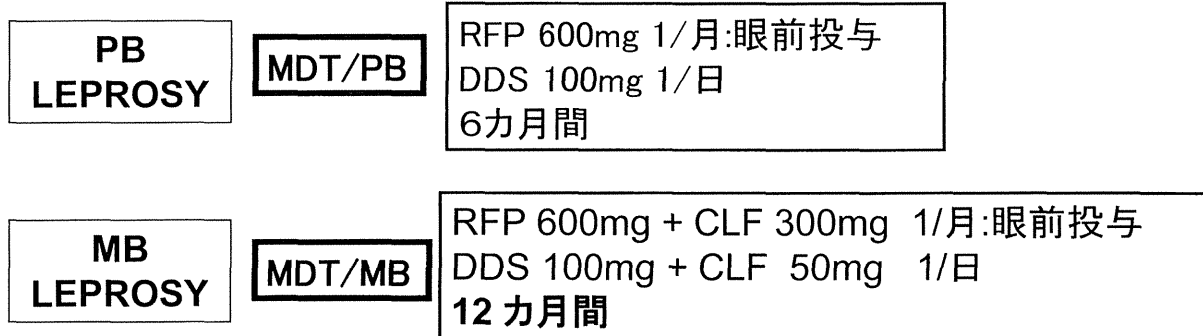 PB
LEPROSY
MDT/PB
RFP 600mg 1/月:眼前投与
DDS 100mg 1/日
6カ月間
MB
LEPROSY
MDT/MB
RFP 600mg + CLF 300mg 1/月:眼前投与
DDS 100mg + CLF 50mg 1/日
12カ月間